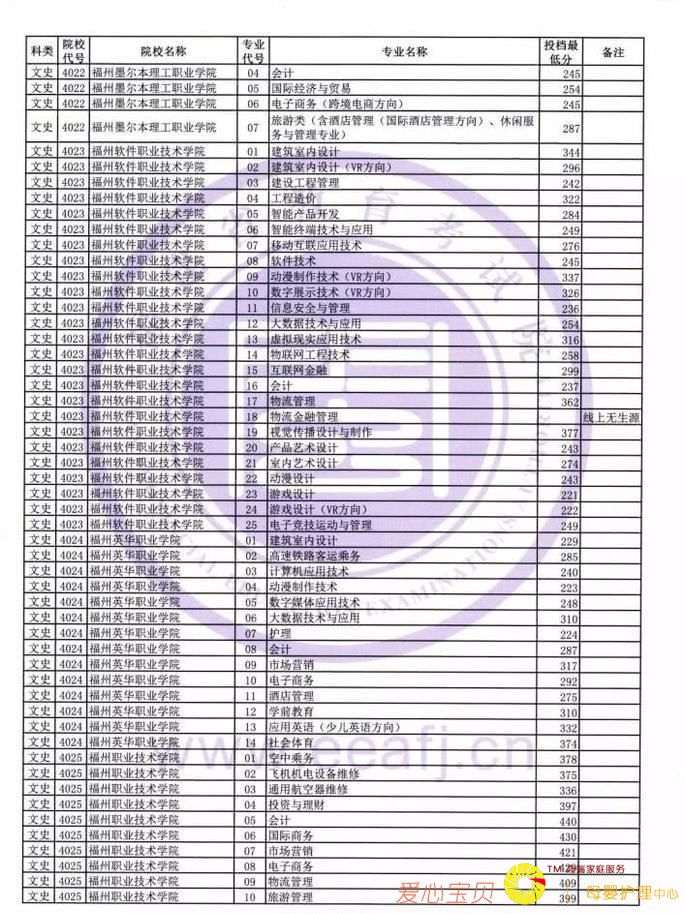 科类 院校代号 院校名称 专业代号 专业名称 投档最低分 备注
文史 4022 福州墨尔本理工职业学院 04 会计 245
文史 4022 福州墨尔本理工职业学院 05 国际经济与贸易 254
文史 4022 福州墨尔本理工职业学院 06 电子商务（跨境电商方向） 245
文史 4022 福州墨尔本理工职业学院 07 旅游类（含酒店管理（国际酒店管理方向）、休闲服务与管理专业） 287
文史 4023 福州软件职业技术学院 01 建筑室内设计 344
文史 4023 福州软件职业技术学院 02 建筑室内设计（VR方向） 296
文史 4023 福州软件职业技术学院 03 建设工程管理 242
文史 4023 福州软件职业技术学院 04 工程造价 322
文史 4023 福州软件职业技术学院 05 智能产品开发 284
文史 4023 福州软件职业技术学院 06 智能终端技术与应用 249
文史 4023 福州软件职业技术学院 07 移动互联应用技术 276
文史 4023 福州软件职业技术学院 08 软件技术 245
文史 4023 福州软件职业技术学院 09 动漫制作技术（VR方向） 337
文史 4023 福州软件职业技术学院 10 数字展示技术（VR方向） 326
文史 4023 福州软件职业技术学院 11 信息安全与管理 236
文史 4023 福州软件职业技术学院 12 大数据技术与应用 254
文史 4023 福州软件职业技术学院 13 虚拟现实应用技术 316
文史 4023 福州软件职业技术学院 14 物联网工程技术 258
文史 4023 福州软件职业技术学院 15 互联网金融 299
文史 4023 福州软件职业技术学院 16 会计 237
文史 4023 福州软件职业技术学院 17 物流管理 362
文史 4023 福州软件职业技术学院 18 物流金融管理 线上无生源
文史 4023 福州软件职业技术学院 19 视觉传播设计与制作 377
文史 4023 福州软件职业技术学院 20 产品艺术设计 243
文史 4023 福州软件职业技术学院 21 室内艺术设计 274
文史 4023 福州软件职业技术学院 22 动漫设计 243
文史 4023 福州软件职业技术学院 23 游戏设计 221
文史 4023 福州软件职业技术学院 24 游戏设计（VR方向） 222
文史 4023 福州软件职业技术学院 25 电子竞技运动与管理 249
文史 4024 福州英华职业学院 01 建筑室内设计 229
文史 4024 福州英华职业学院 02 高速铁路客运乘务 285
文史 4024 福州英华职业学院 03 计算机应用技术 240
文史 4024 福州英华职业学院 04 动漫制作技术 223
文史 4024 福州英华职业学院 05 数字媒体应用技术 248
文史 4024 福州英华职业学院 06 大数据技术与应用 310
文史 4024 福州英华职业学院 07 护理 224
文史 4024 福州英华职业学院 08 会计 287
文史 4024 福州英华职业学院 09 市场营销 317
文史 4024 福州英华职业学院 10 电子商务 292
文史 4024 福州英华职业学院 11 酒店管理 275
文史 4024 福州英华职业学院 12 学前教育 310
文史 4024 福州英华职业学院 13 应用英语（少儿英语方向） 332
文史 4024 福州英华职业学院 14 社会体育 374
文史 4025 福州职业技术学院 01 空中乘务 378
文史 4025 福州职业技术学院 02 飞机机电设备维修 375
文史 4025 福州职业技术学院 03 通用航空器维修 336
文史 4025 福州职业技术学院 04 投资与理财 397
文史 4025 福州职业技术学院 05 会计 440
文史 4025 福州职业技术学院 06 国际商务 430
文史 4025 福州职业技术学院 07 市场营销 421
文史 4025 福州职业技术学院 08 电子商务
文史 4025 福州职业技术学院 09 物流管理 409
文史 4025 福州职业技术学院 10 旅游管理 399
www.eeafj.cn
爱心宝贝
家庭服务
母婴护理中心